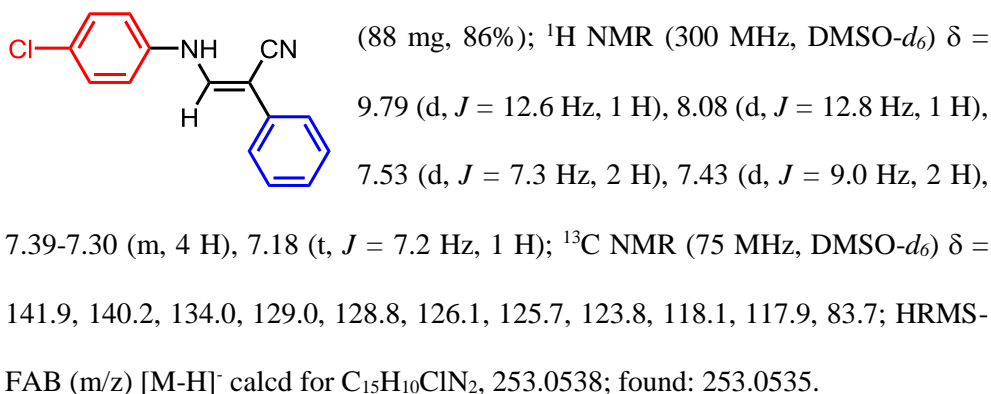 Cl
NH
CN
H
(88 mg, 86%); ¹H NMR (300 MHz, DMSO-d₆) δ =
9.79 (d, J = 12.6 Hz, 1 H), 8.08 (d, J = 12.8 Hz, 1 H),
7.53 (d, J = 7.3 Hz, 2 H), 7.43 (d, J = 9.0 Hz, 2 H),
7.39-7.30 (m, 4 H), 7.18 (t, J = 7.2 Hz, 1 H); ¹³C NMR (75 MHz, DMSO-d₆) δ =
141.9, 140.2, 134.0, 129.0, 128.8, 126.1, 125.7, 123.8, 118.1, 117.9, 83.7; HRMS-
FAB (m/z) [M-H]⁻ calcd for C₁₅H₁₀ClN₂, 253.0538; found: 253.0535.